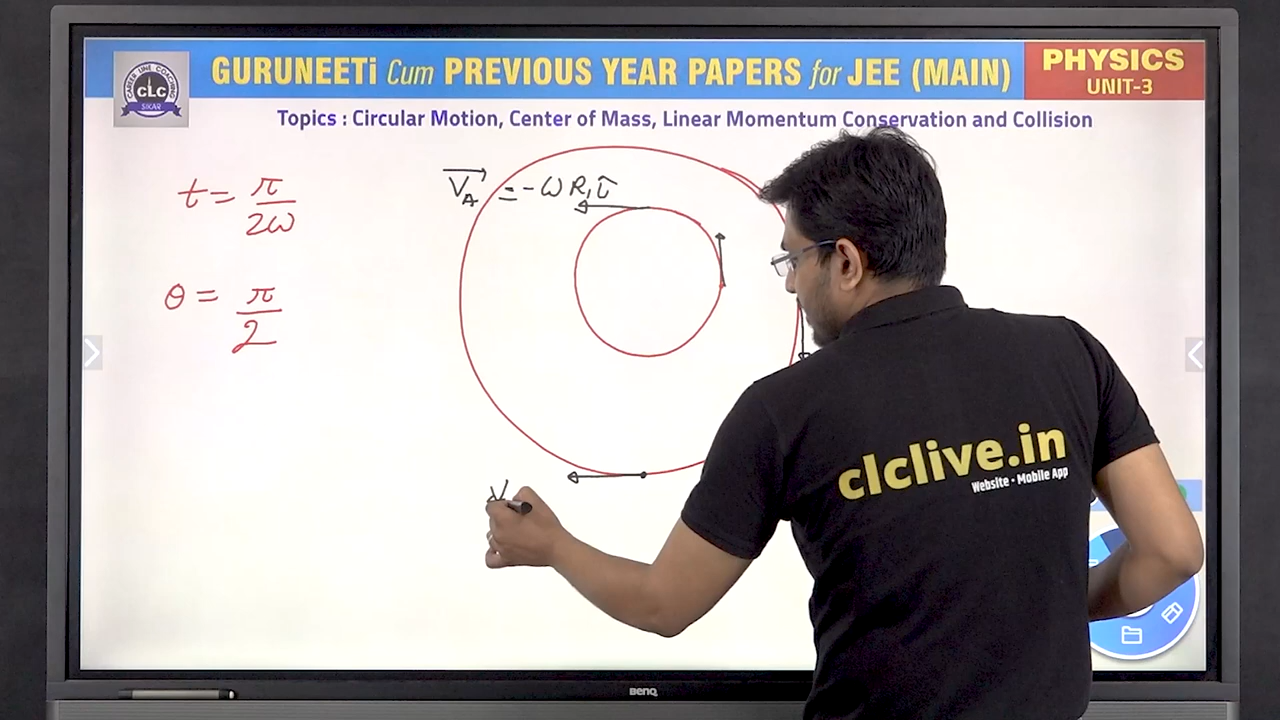 CAREER LINE COACHING
CLC
SIKAR
GURUNEETi Cum PREVIOUS YEAR PAPERS for JEE (MAIN)
PHYSICS
UNIT-3
Topics : Circular Motion, Center of Mass, Linear Momentum Conservation and Collision
t = π/2ω
V⃗A = -ωR₁î
θ = π/2
V
clclive.in
Website • Mobile App
BENQ